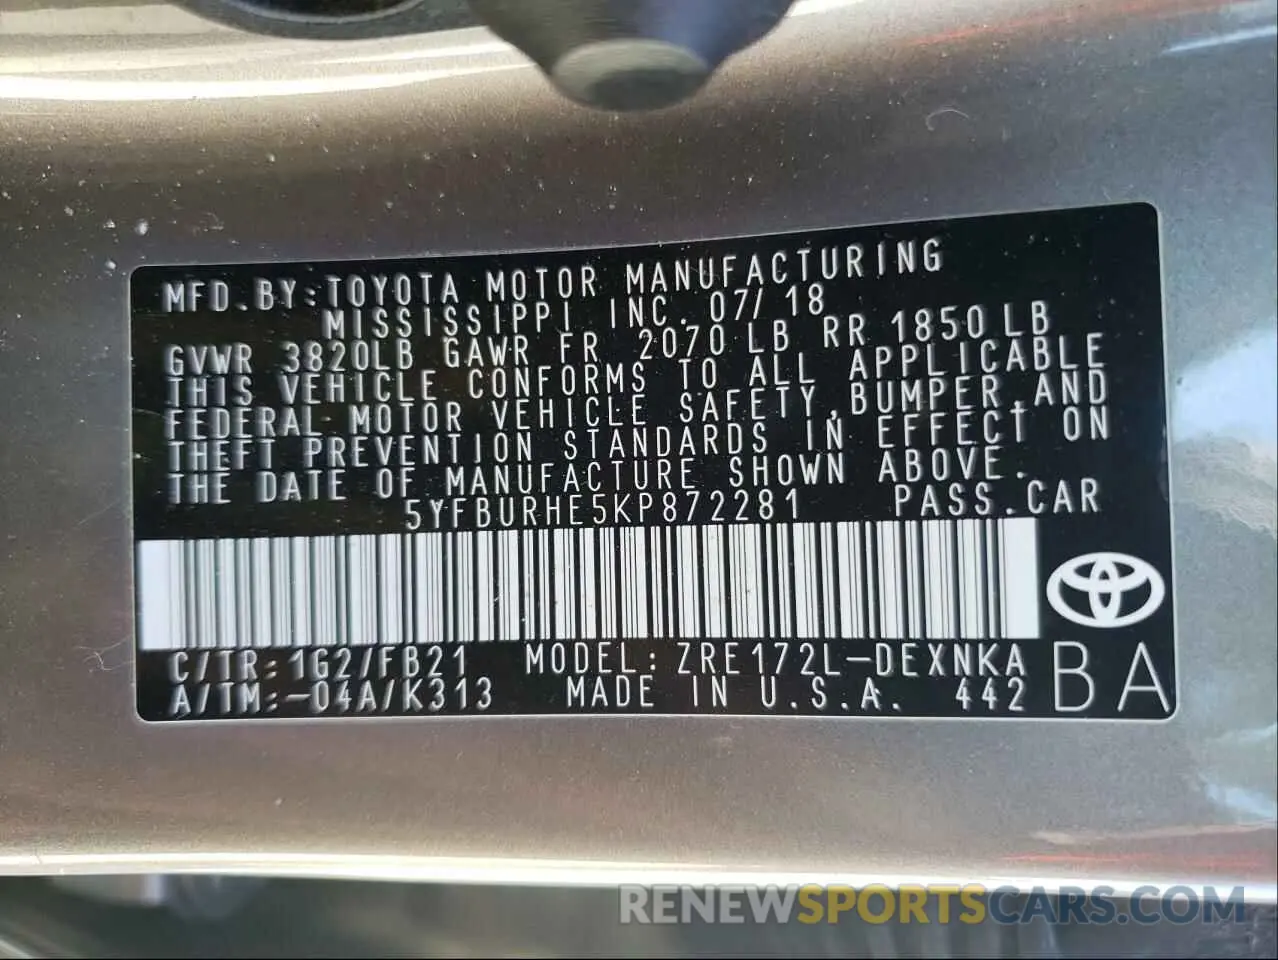 MFD.BY:TOYOTA MOTOR MANUFACTURING
MISSISSIPPI INC. 07/18
GVWR 3820LB GAWR FR 2070 LB RR 1850LB
THIS VEHICLE CONFORMS TO ALL APPLICABLE
FEDERAL MOTOR VEHICLE SAFETY,BUMPER,AND
THEFT PREVENTION STANDARDS IN EFFECT ON
THE DATE OF MANUFACTURE SHOWN ABOVE.
5YFBURHE5KP872281 PASS.CAR
C/TR:1G2/FB21 MODEL:ZRE172L-DEXNKA
A/TM:-04A/K313 MADE IN U.S.A. 442
BA
RENEWSPORTSCARS.COM